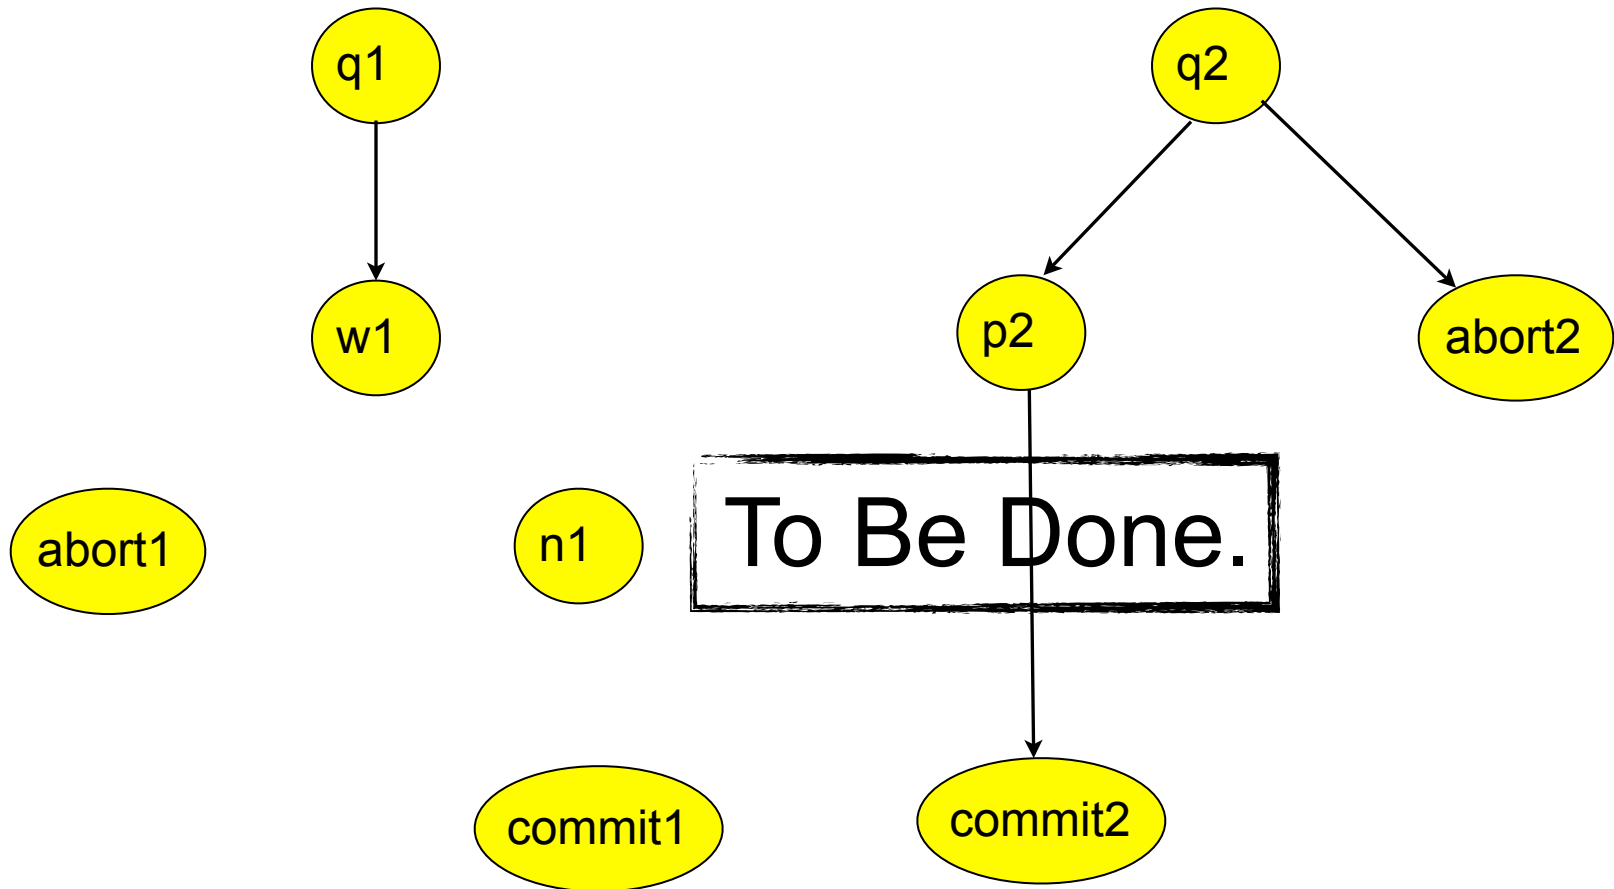 q1
q2
w1
p2
abort2
abort1
n1
To Be Done.
commit1
commit2